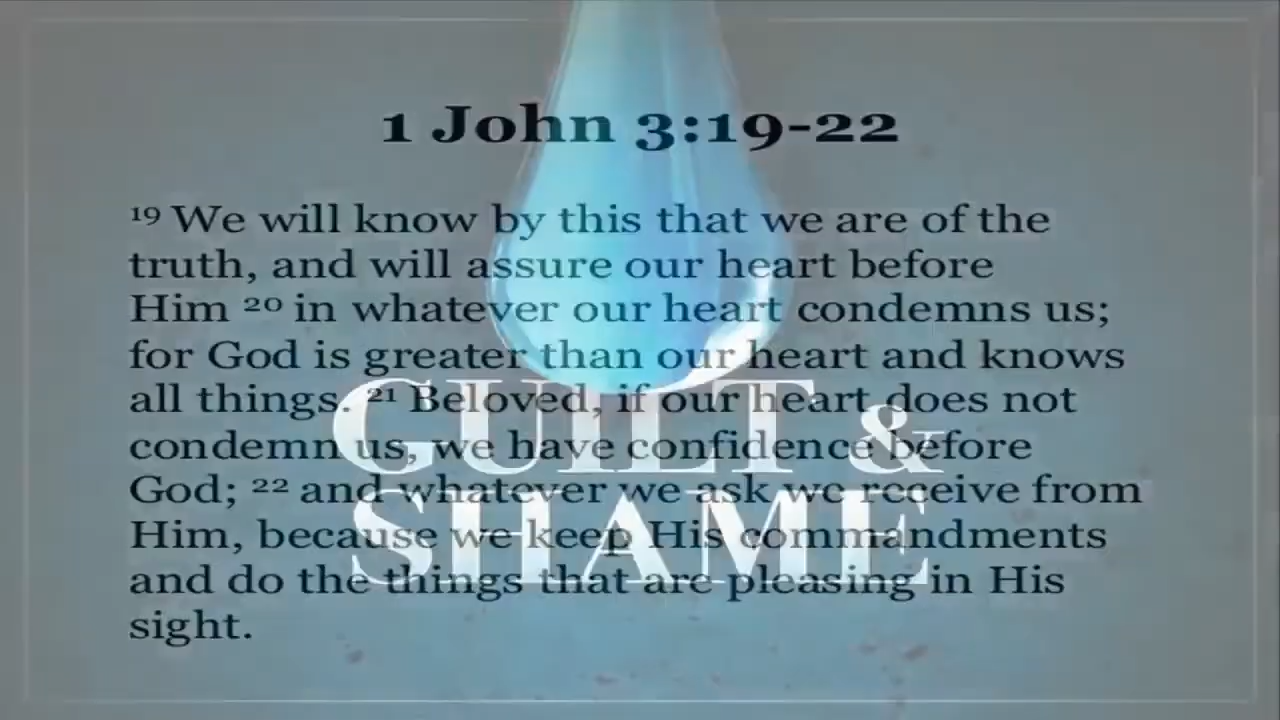 1 John 3:19-22
19 We will know by this that we are of the
truth, and will assure our heart before
Him 20 in whatever our heart condemns us;
for God is greater than our heart and knows
all things. 21 Beloved, if our heart does not
condemn us, we have confidence before
God; 22 and whatever we ask we receive from
Him, because we keep His commandments
and do the things that are pleasing in His
sight.
GUILT &
SHAME